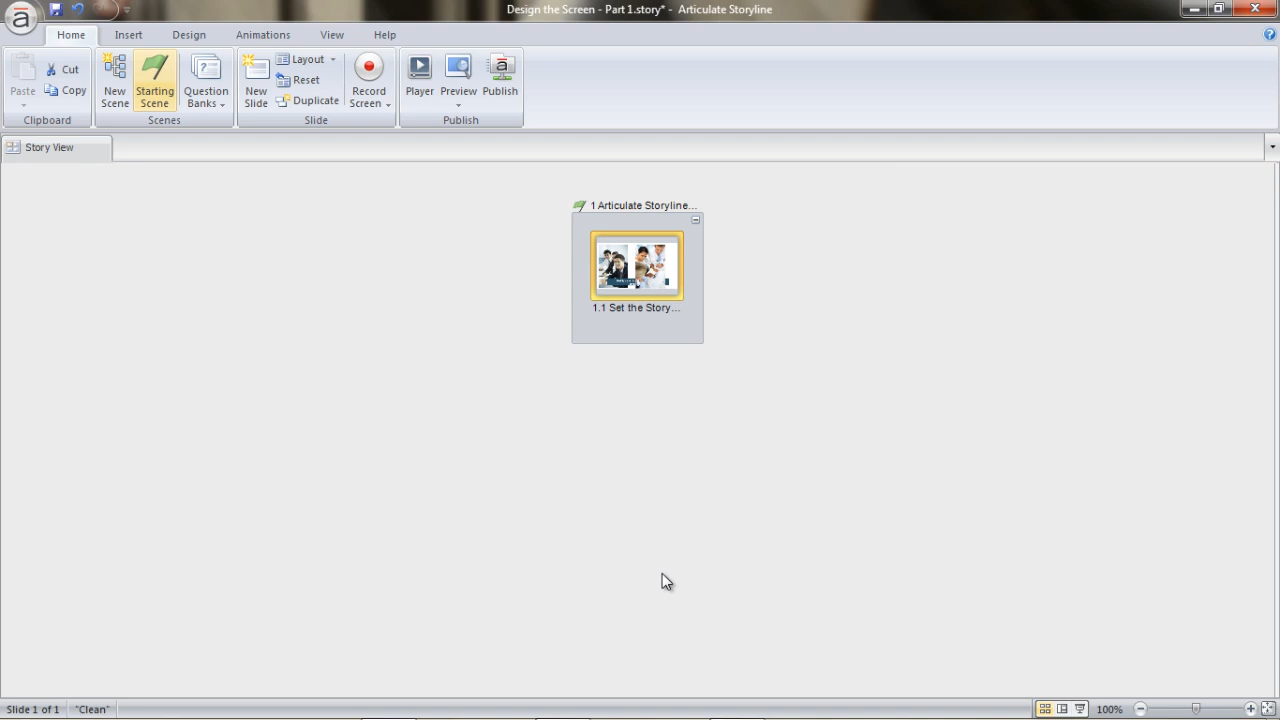 Design the Screen - Part 1.story* - Articulate Storyline
Home Insert Design Animations View Help
Paste Cut Copy
Clipboard
New Scene Starting Scene Question Banks
Scenes
New Slide Layout Reset Duplicate Record Screen
Slide
Player Preview Publish
Publish
Story View
1 Articulate Storyline...
1.1 Set the Story...
Slide 1 of 1 "Clean" 100%